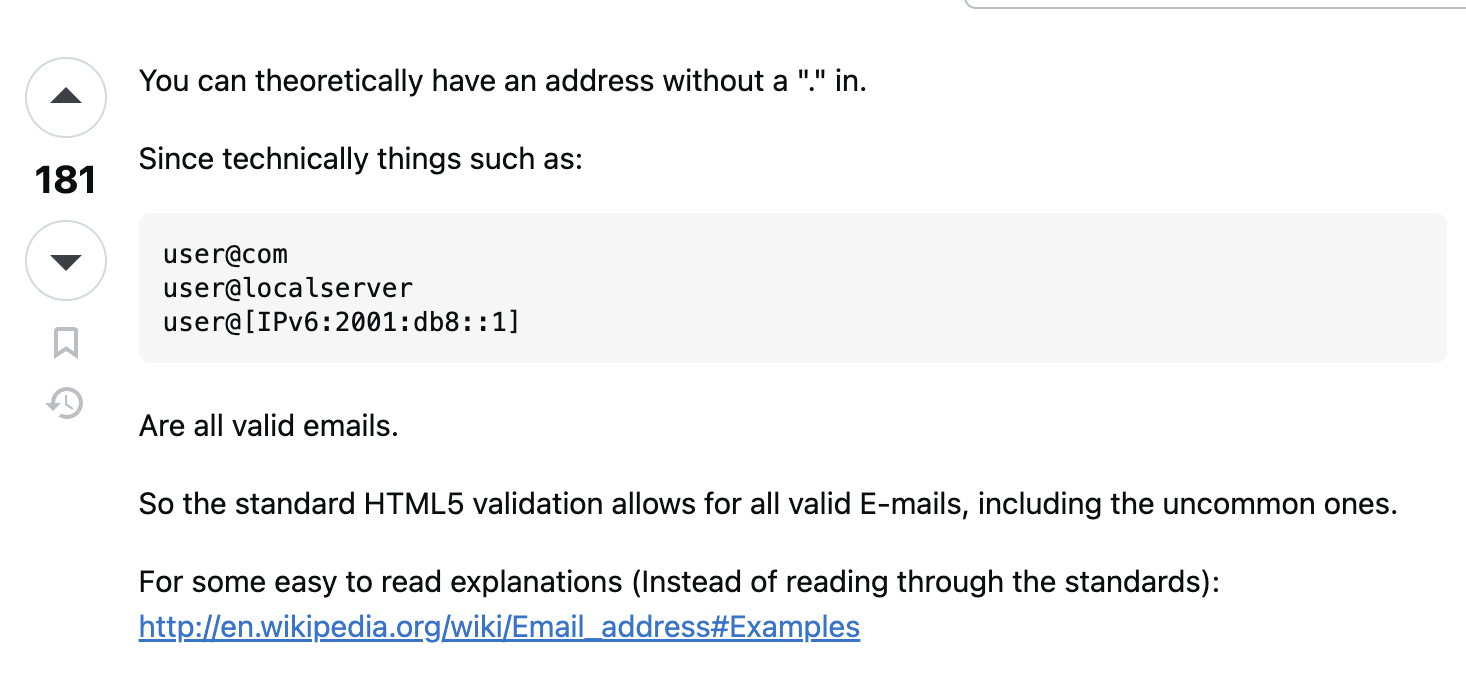 You can theoretically have an address without a "." in.
Since technically things such as:
181
user@com
user@localserver
user@[IPv6:2001:db8::1]
Are all valid emails.
So the standard HTML5 validation allows for all valid E-mails, including the uncommon ones.
For some easy to read explanations (Instead of reading through the standards):
http://en.wikipedia.org/wiki/Email_address#Examples